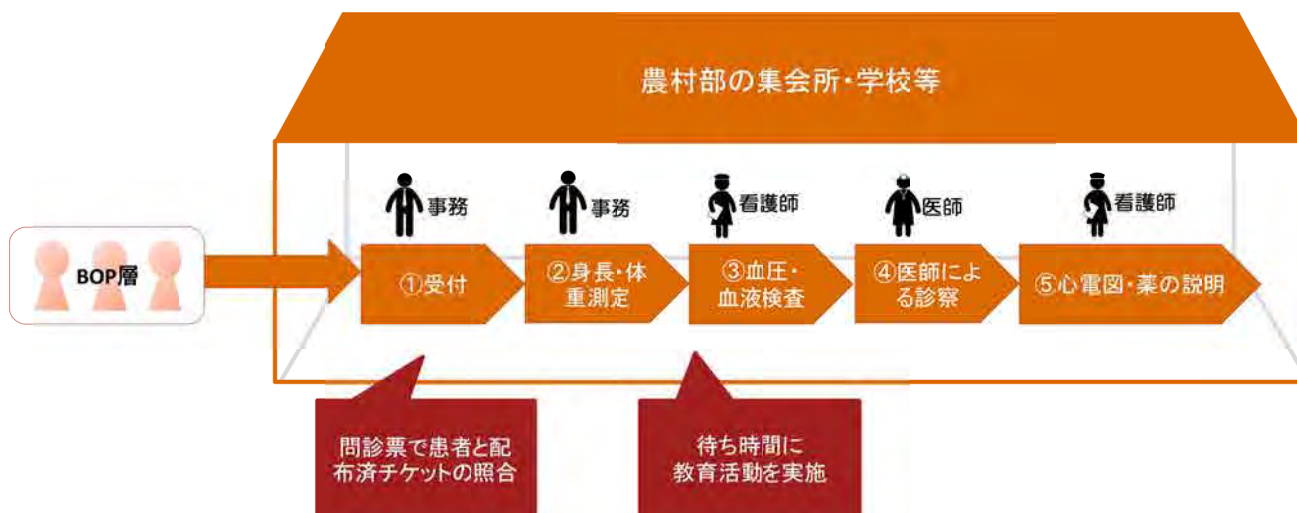 農村部の集会所・学校等
事務
事務
看護師
医師
看護師
BOP層
①受付
②身長・体
重測定
③血圧・
血液検査
④医師によ
る診察
⑤心電図・薬の説明
問診票で患者と配
布済チケットの照合
待ち時間に
教育活動を実施